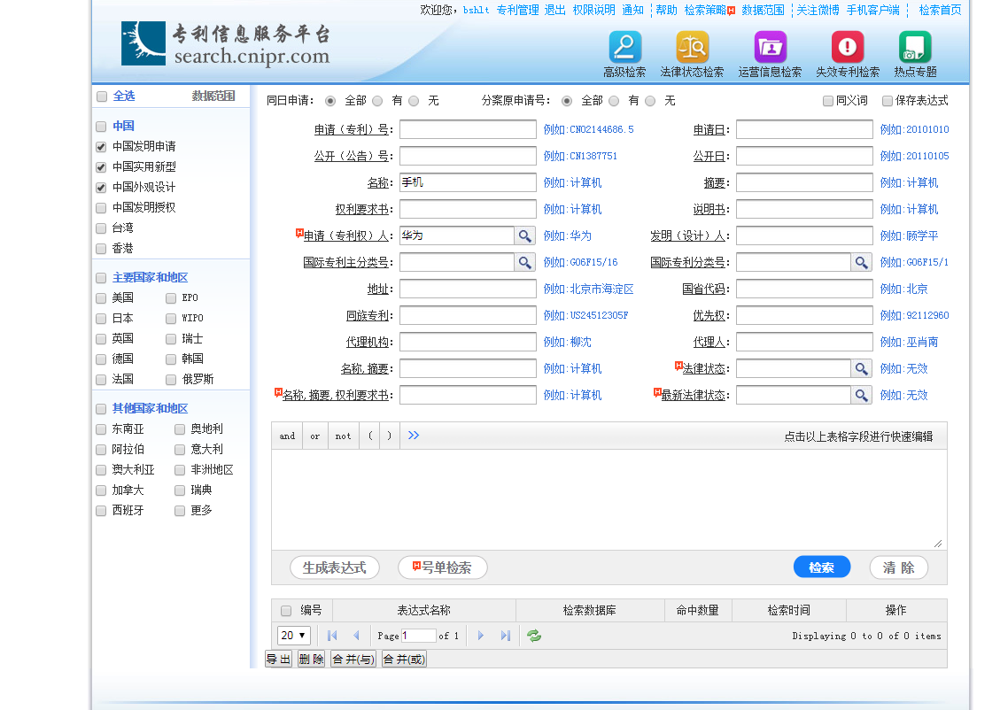 欢迎您，bshlt 专利管理 退出 权限说明 通知 ┆帮助 检索策略H 数据范围 ┆关注微博 手机客户端 ┆ 检索首页
专利信息服务平台
search.cnipr.com
高级检索 法律状态检索 运营信息检索 失效专利检索 热点专题
全选 数据范围
中国
中国发明申请
中国实用新型
中国外观设计
中国发明授权
台湾
香港
主要国家和地区
美国 EPO
日本 WIPO
英国 瑞士
德国 韩国
法国 俄罗斯
其他国家和地区
东南亚 奥地利
阿拉伯 意大利
澳大利亚 非洲地区
加拿大 瑞典
西班牙 更多
同日申请： 全部 有 无 分案原申请号： 全部 有 无 同义词 保存表达式
申请（专利）号： 例如:CN02144686.5 申请日： 例如:20101010
公开（公告）号： 例如:CN1387751 公开日： 例如:20110105
名称： 手机 例如:计算机 摘要： 例如:计算机
权利要求书： 例如:计算机 说明书： 例如:计算机
H申请（专利权）人： 华为 例如:华为 发明（设计）人： 例如:顾学平
国际专利主分类号： 例如:G06F15/16 国际专利分类号： 例如:G06F15/1
地址： 例如:北京市海淀区 国省代码： 例如:北京
同族专利： 例如:US24512305F 优先权： 例如:92112960
代理机构： 例如:柳沈 代理人： 例如:巫肖南
名称,摘要： 例如:计算机 H法律状态： 例如:无效
H名称,摘要,权利要求书： 例如:计算机 H最新法律状态： 例如:无效
and or not ( ) >> 点击以上表格字段进行快速编辑
生成表达式 H号单检索 检索 清 除
编号 表达式名称 检索数据库 命中数量 检索时间 操作
20 Page 1 of 1 Displaying 0 to 0 of 0 items
导 出 删 除 合 并(与) 合 并(或)